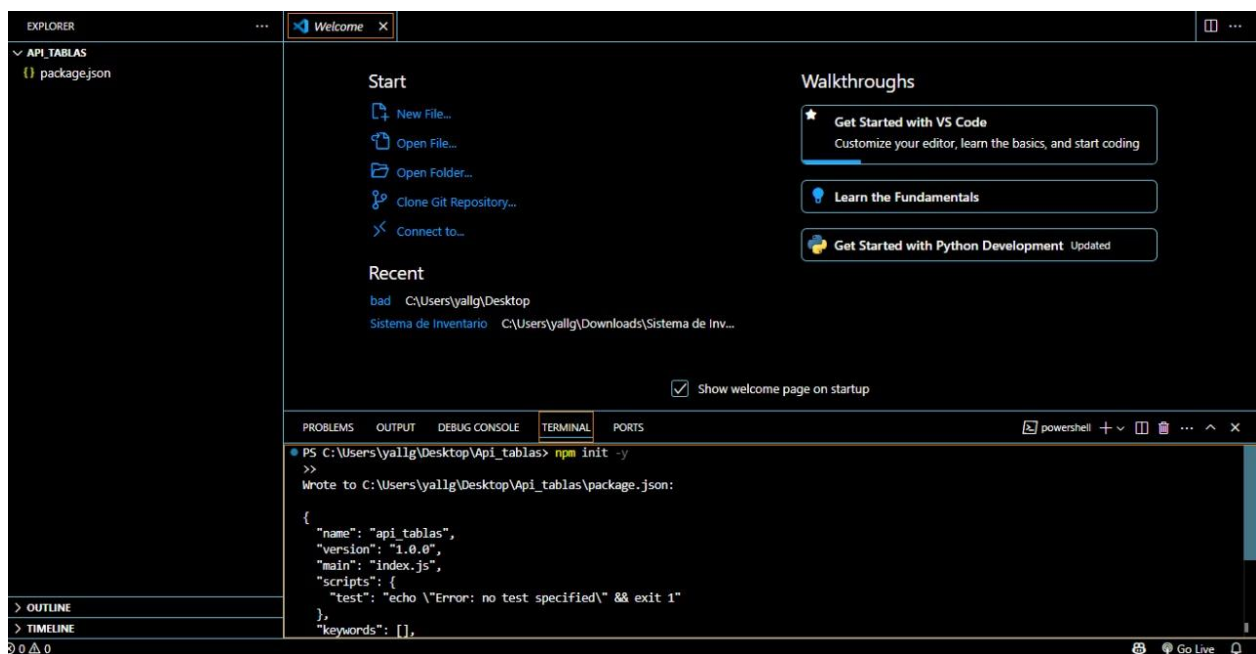 EXPLORER
API_TABLAS
{} package.json
OUTLINE
TIMELINE
Welcome
Start
New File...
Open File...
Open Folder...
Clone Git Repository...
Connect to...
Recent
bad C:\Users\yallg\Desktop
Sistema de Inventario C:\Users\yallg\Downloads\Sistema de Inv...
Walkthroughs
Get Started with VS Code
Customize your editor, learn the basics, and start coding
Learn the Fundamentals
Get Started with Python Development Updated
Show welcome page on startup
PROBLEMS OUTPUT DEBUG CONSOLE TERMINAL PORTS
powershell
PS C:\Users\yallg\Desktop\Api_tablas> npm init -y
>>
Wrote to C:\Users\yallg\Desktop\Api_tablas\package.json:
{
"name": "api_tablas",
"version": "1.0.0",
"main": "index.js",
"scripts": {
"test": "echo \"Error: no test specified\" && exit 1"
},
"keywords": [],
0 0
Go Live